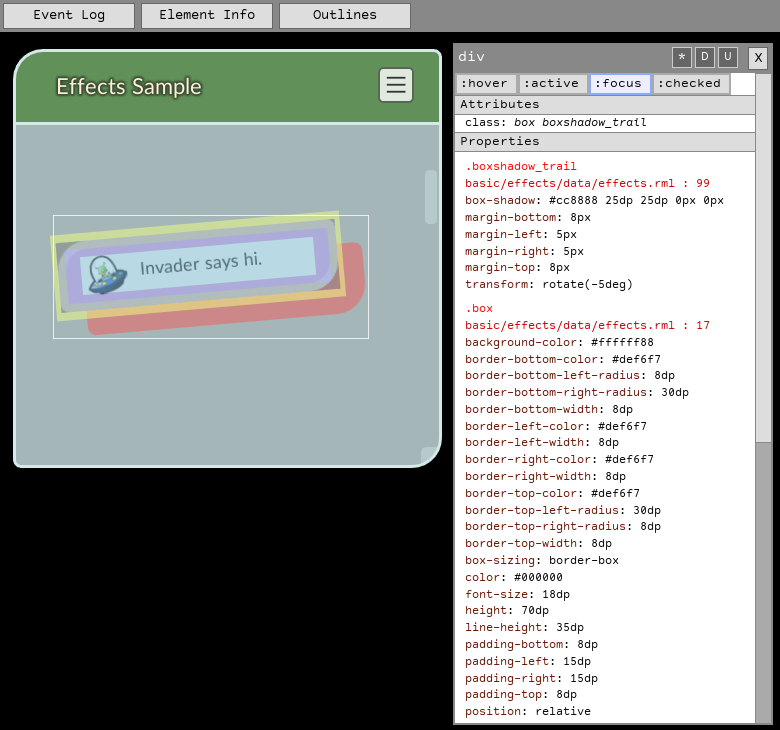 Event Log Element Info Outlines
div * D U X
:hover :active :focus :checked
Effects Sample
Attributes
class: box boxshadow_trail
Properties
.boxshadow_trail
basic/effects/data/effects.rml : 99
box-shadow: #cc8888 25dp 25dp 0px 0px
margin-bottom: 8px
margin-left: 5px
margin-right: 5px
margin-top: 8px
transform: rotate(-5deg)
Invader says hi.
.box
basic/effects/data/effects.rml : 17
background-color: #ffffff88
border-bottom-color: #def6f7
border-bottom-left-radius: 8dp
border-bottom-right-radius: 30dp
border-bottom-width: 8dp
border-left-color: #def6f7
border-left-width: 8dp
border-right-color: #def6f7
border-right-width: 8dp
border-top-color: #def6f7
border-top-left-radius: 30dp
border-top-right-radius: 8dp
border-top-width: 8dp
box-sizing: border-box
color: #000000
font-size: 18dp
height: 70dp
line-height: 35dp
padding-bottom: 8dp
padding-left: 15dp
padding-right: 15dp
padding-top: 8dp
position: relative